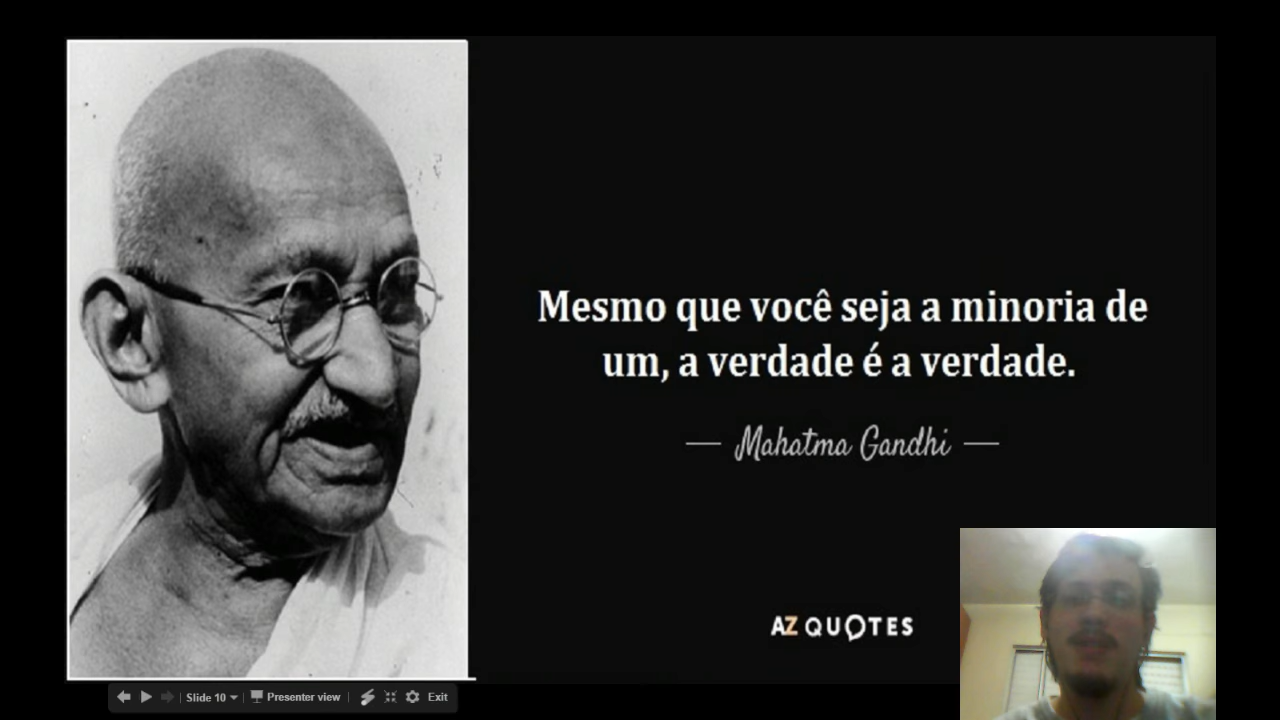 Mesmo que você seja a minoria de
um, a verdade é a verdade.
— Mahatma Gandhi —
AZ QUOTES
Slide 10
Presenter view
Exit